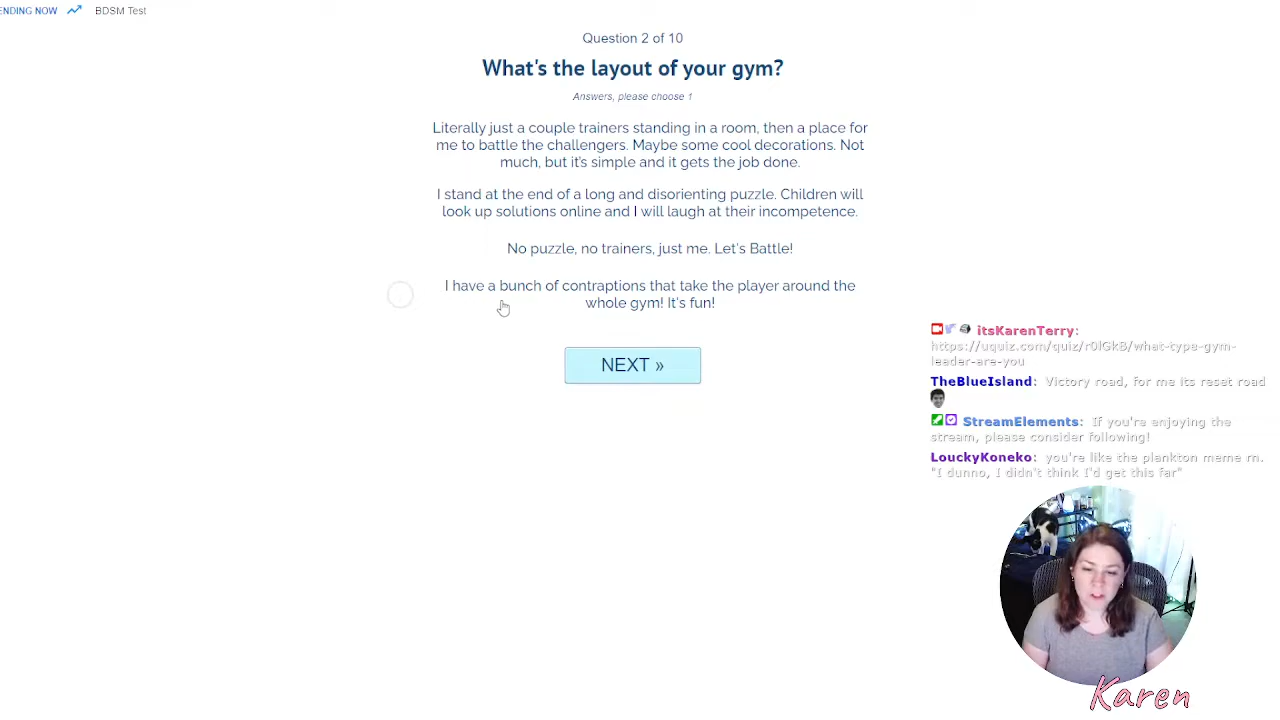 ENDING NOW
BDSM Test
Question 2 of 10
What's the layout of your gym?
Answers, please choose 1
Literally just a couple trainers standing in a room, then a place for
me to battle the challengers. Maybe some cool decorations. Not
much, but it's simple and it gets the job done.
I stand at the end of a long and disorienting puzzle. Children will
look up solutions online and I will laugh at their incompetence.
No puzzle, no trainers, just me. Let's Battle!
I have a bunch of contraptions that take the player around the
whole gym! It's fun!
NEXT »
itsKarenTerry:
https://uquiz.com/quiz/r0lGkB/what-type-gym-
leader-are-you
TheBlueIsland: Victory road, for me its reset road
StreamElements: If you're enjoying the
stream, please consider following!
LouckyKoneko: you're like the plankton meme rn.
"I dunno, I didn't think I'd get this far"
Karen